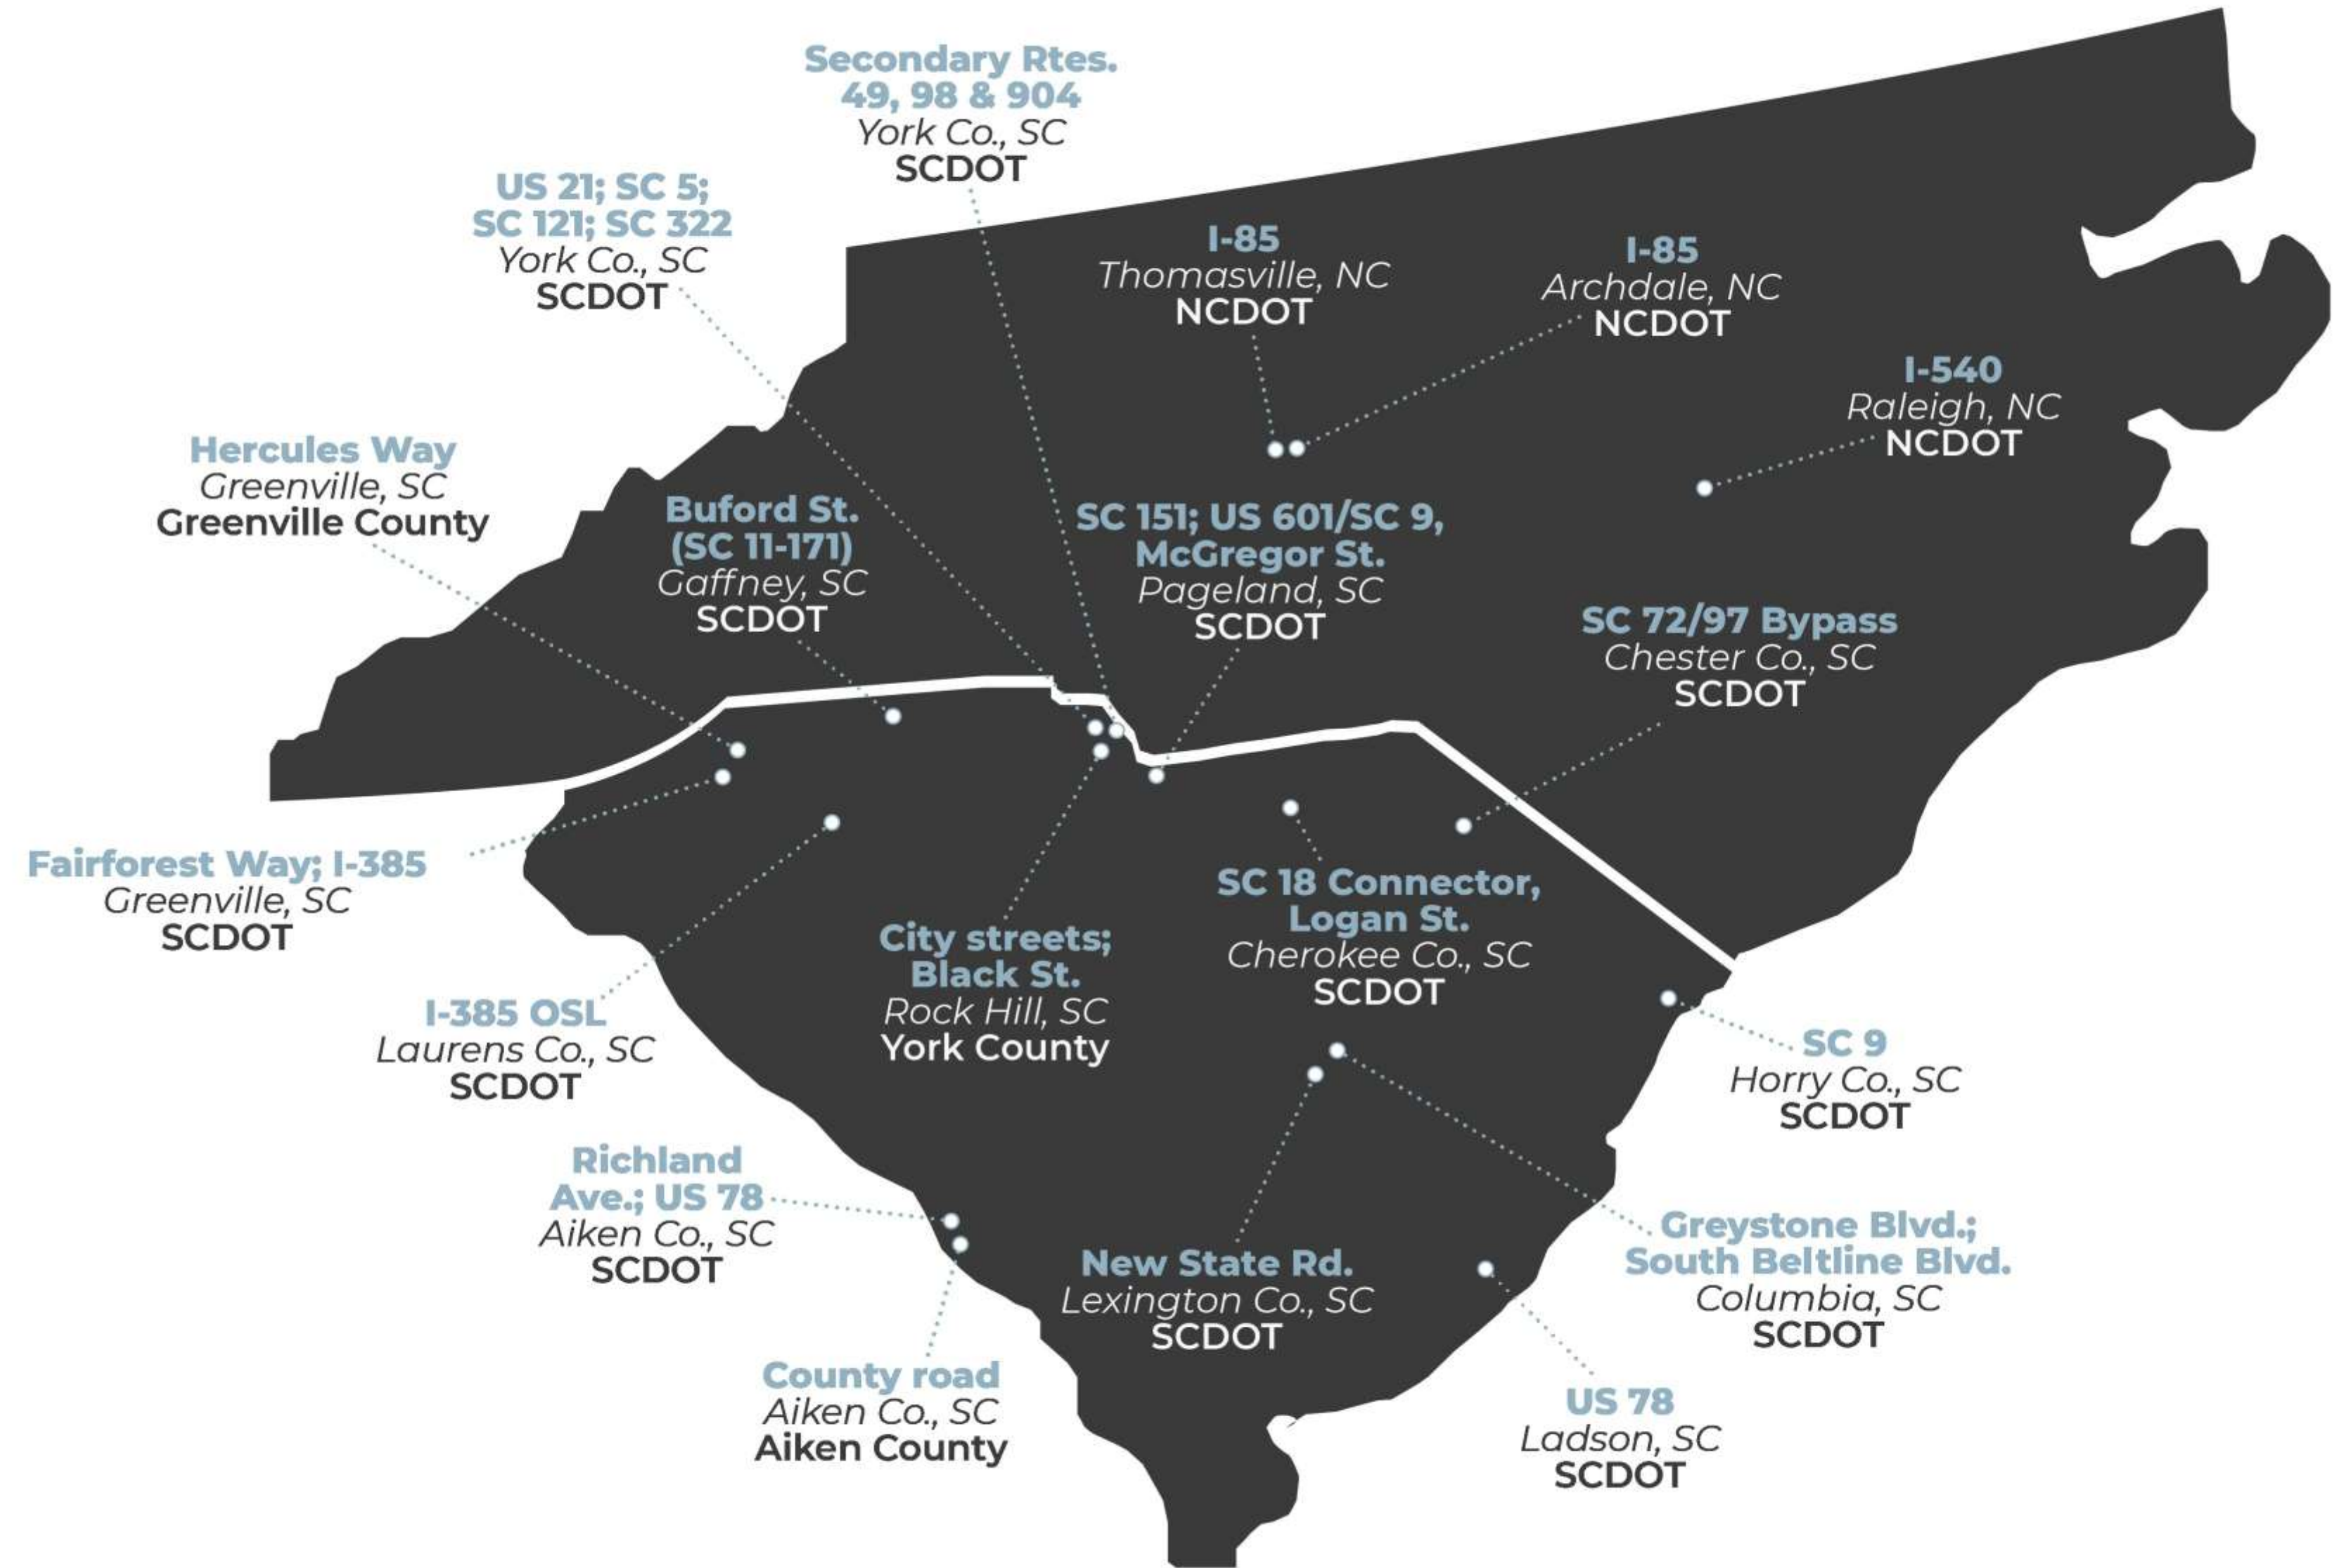 Secondary Rtes.
49, 98 & 904
York Co., SC
SCDOT
US 21; SC 5;
SC 121; SC 322
York Co., SC
SCDOT
I-85
Thomasville, NC
NCDOT
I-85
Archdale, NC
NCDOT
I-540
Raleigh, NC
NCDOT
Hercules Way
Greenville, SC
Greenville County
Buford St.
(SC 11-171)
Gaffney, SC
SCDOT
SC 151; US 601/SC 9,
McGregor St.
Pageland, SC
SCDOT
SC 72/97 Bypass
Chester Co., SC
SCDOT
Fairforest Way; I-385
Greenville, SC
SCDOT
SC 18 Connector,
Logan St.
Cherokee Co., SC
SCDOT
City streets;
Black St.
Rock Hill, SC
York County
I-385 OSL
Laurens Co., SC
SCDOT
SC 9
Horry Co., SC
SCDOT
Richland
Ave.; US 78
Aiken Co., SC
SCDOT
New State Rd.
Lexington Co., SC
SCDOT
Greystone Blvd.;
South Beltline Blvd.
Columbia, SC
SCDOT
County road
Aiken Co., SC
Aiken County
US 78
Ladson, SC
SCDOT